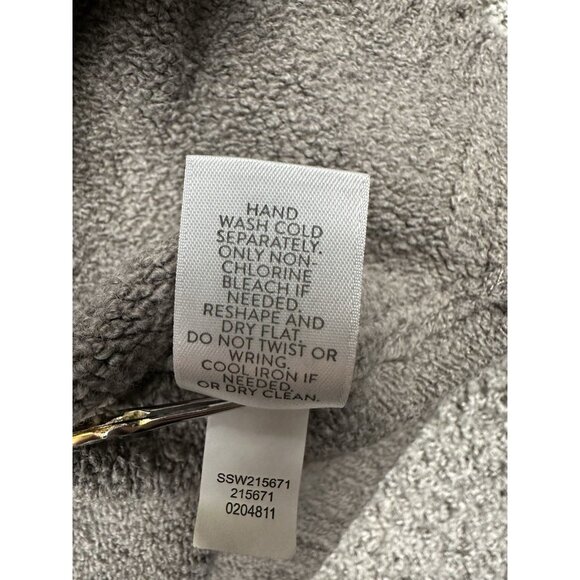 HAND
WASH COLD
SEPARATELY.
ONLY NON-
CHLORINE
BLEACH IF
NEEDED.
RESHAPE AND
DRY FLAT.
DO NOT TWIST OR
WRING.
COOL IRON IF
NEEDED.
OR DRY CLEAN.
SSW215671
215671
0204811